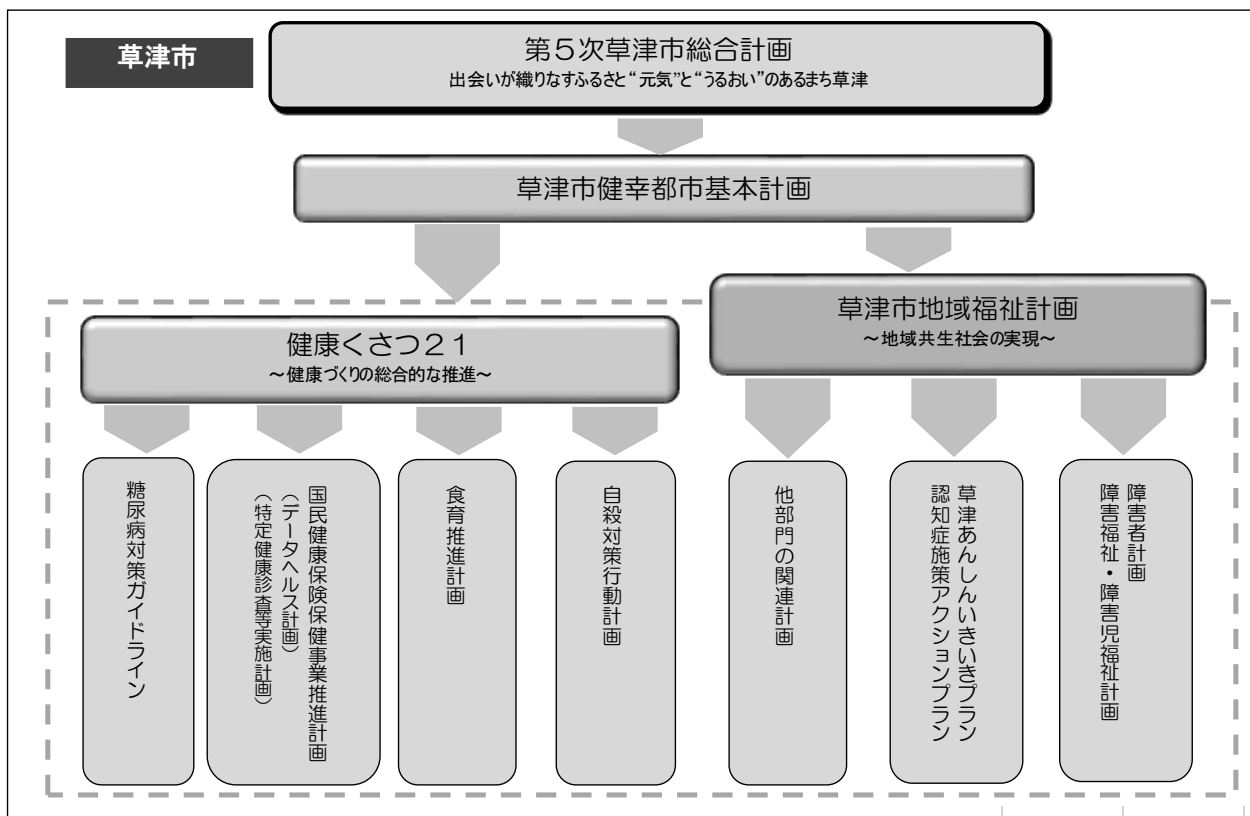 草津市
第５次草津市総合計画
出会いが織りなすふるさと“元気”と“うるおい”のあるまち草津
草津市健幸都市基本計画
健康くさつ２１
～健康づくりの総合的な推進～
草津市地域福祉計画
～地域共生社会の実現～
糖尿病対策ガイドライン
国民健康保険保健事業推進計画
（データヘルス計画）
（特定健康診査等実施計画）
食育推進計画
自殺対策行動計画
他部門の関連計画
草津あんしんいきいきプラン
認知症施策アクションプラン
障害者計画
障害福祉・障害児福祉計画